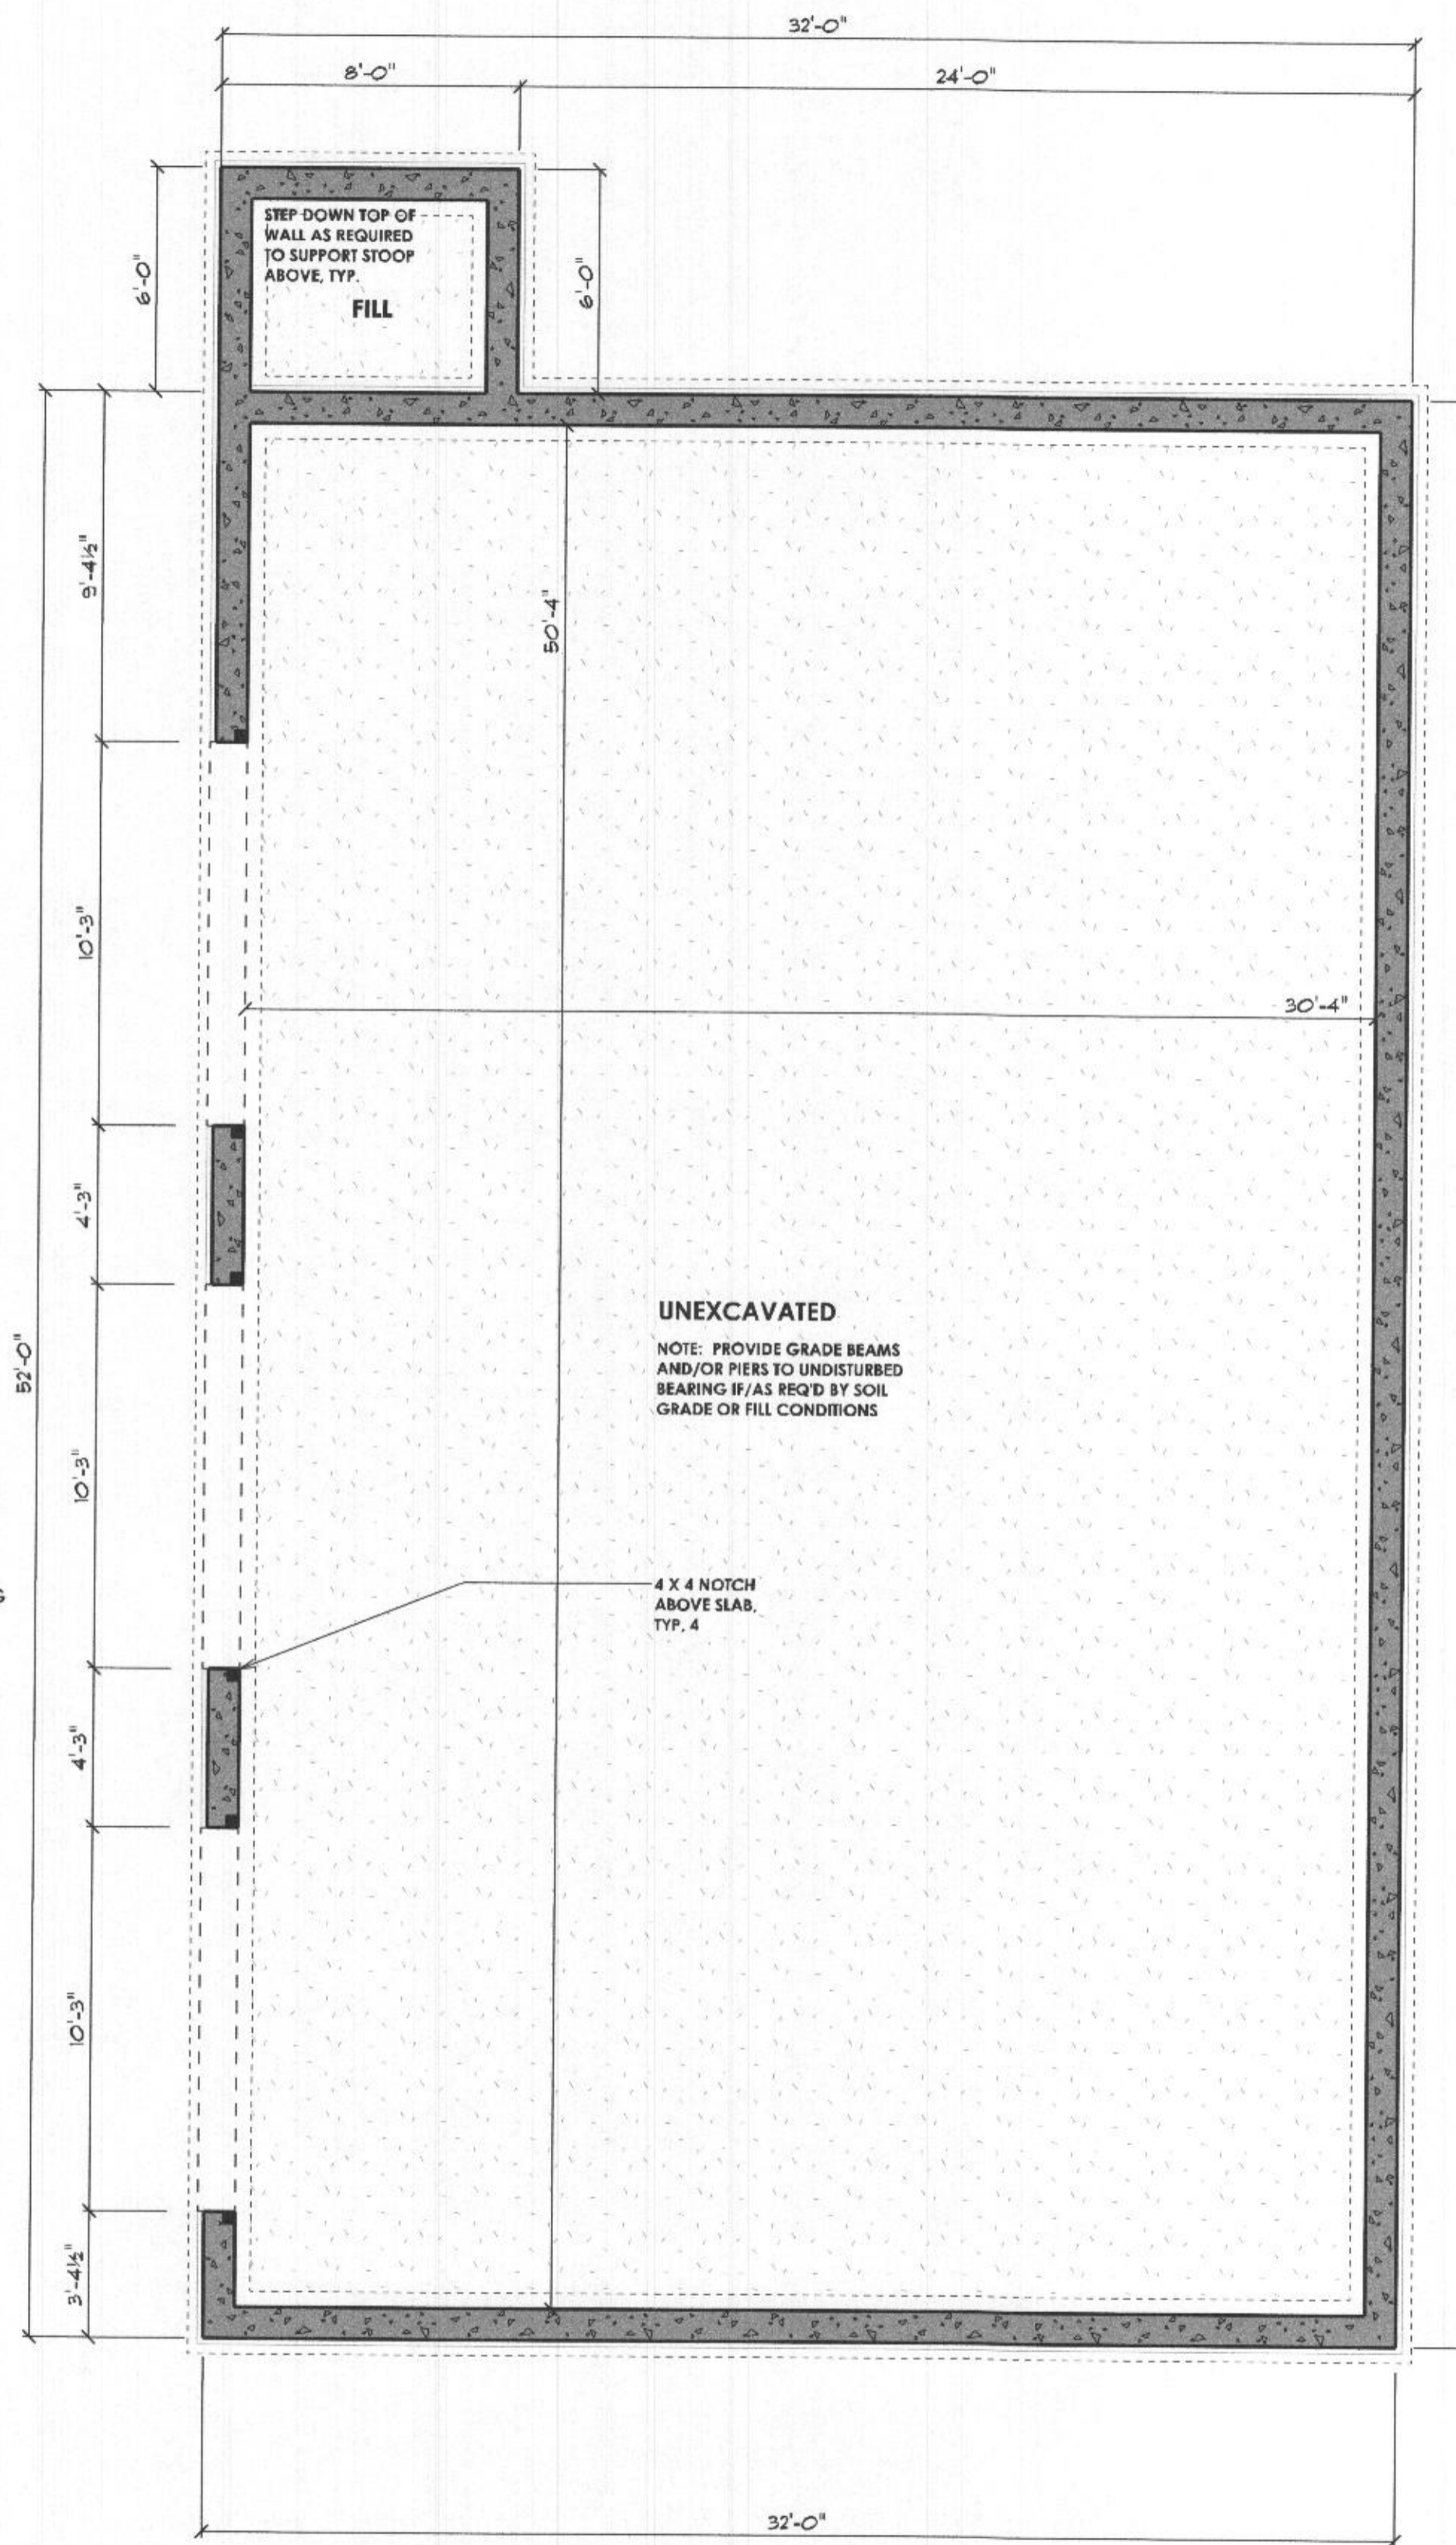 32'-0"
8'-0"
24'-0"
6'-0"
6'-0"
STEP DOWN TOP OF
WALL AS REQUIRED
TO SUPPORT STOOP
ABOVE, TYP.
FILL
9'-4½"
50'-4"
10'-3"
30'-4"
4'-3"
52'-0"
UNEXCAVATED
NOTE: PROVIDE GRADE BEAMS
AND/OR PIERS TO UNDISTURBED
BEARING IF/AS REQ'D BY SOIL
GRADE OR FILL CONDITIONS
10'-3"
4 X 4 NOTCH
ABOVE SLAB,
TYP. 4
4'-3"
10'-3"
3'-4½"
32'-0"